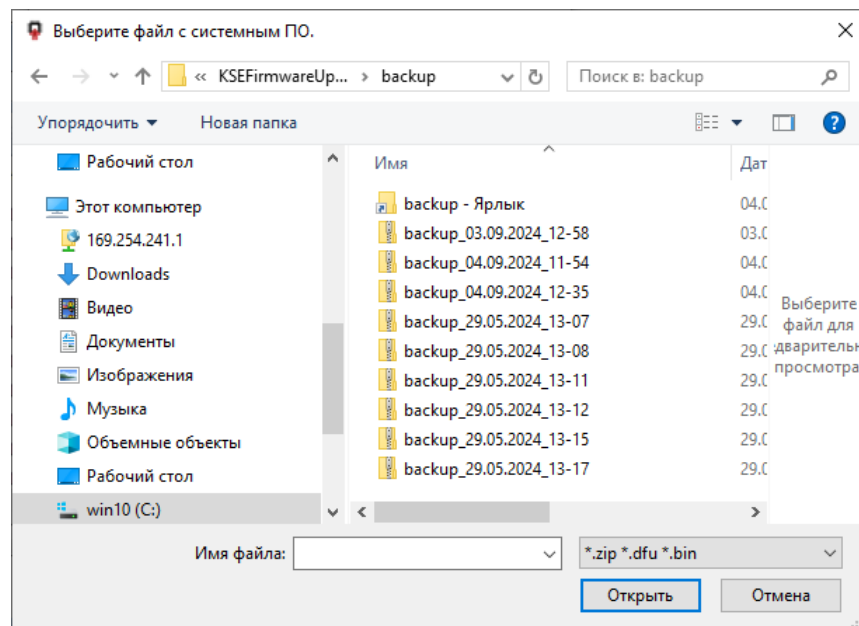 Выберите файл с системным ПО.
« KSEFirmwareUp... › backup
Поиск в: backup
Упорядочить
Новая папка
Рабочий стол
Этот компьютер
169.254.241.1
Downloads
Видео
Документы
Изображения
Музыка
Объемные объекты
Рабочий стол
win10 (C:)
Имя
Дат
backup - Ярлык
04.0
backup_03.09.2024_12-58
03.0
backup_04.09.2024_11-54
04.0
backup_04.09.2024_12-35
04.0
backup_29.05.2024_13-07
29.0
backup_29.05.2024_13-08
29.0
backup_29.05.2024_13-11
29.0
backup_29.05.2024_13-12
29.0
backup_29.05.2024_13-15
29.0
backup_29.05.2024_13-17
29.0
Выберите
файл для
дварительн
просмотра
Имя файла:
*.zip *.dfu *.bin
Открыть
Отмена